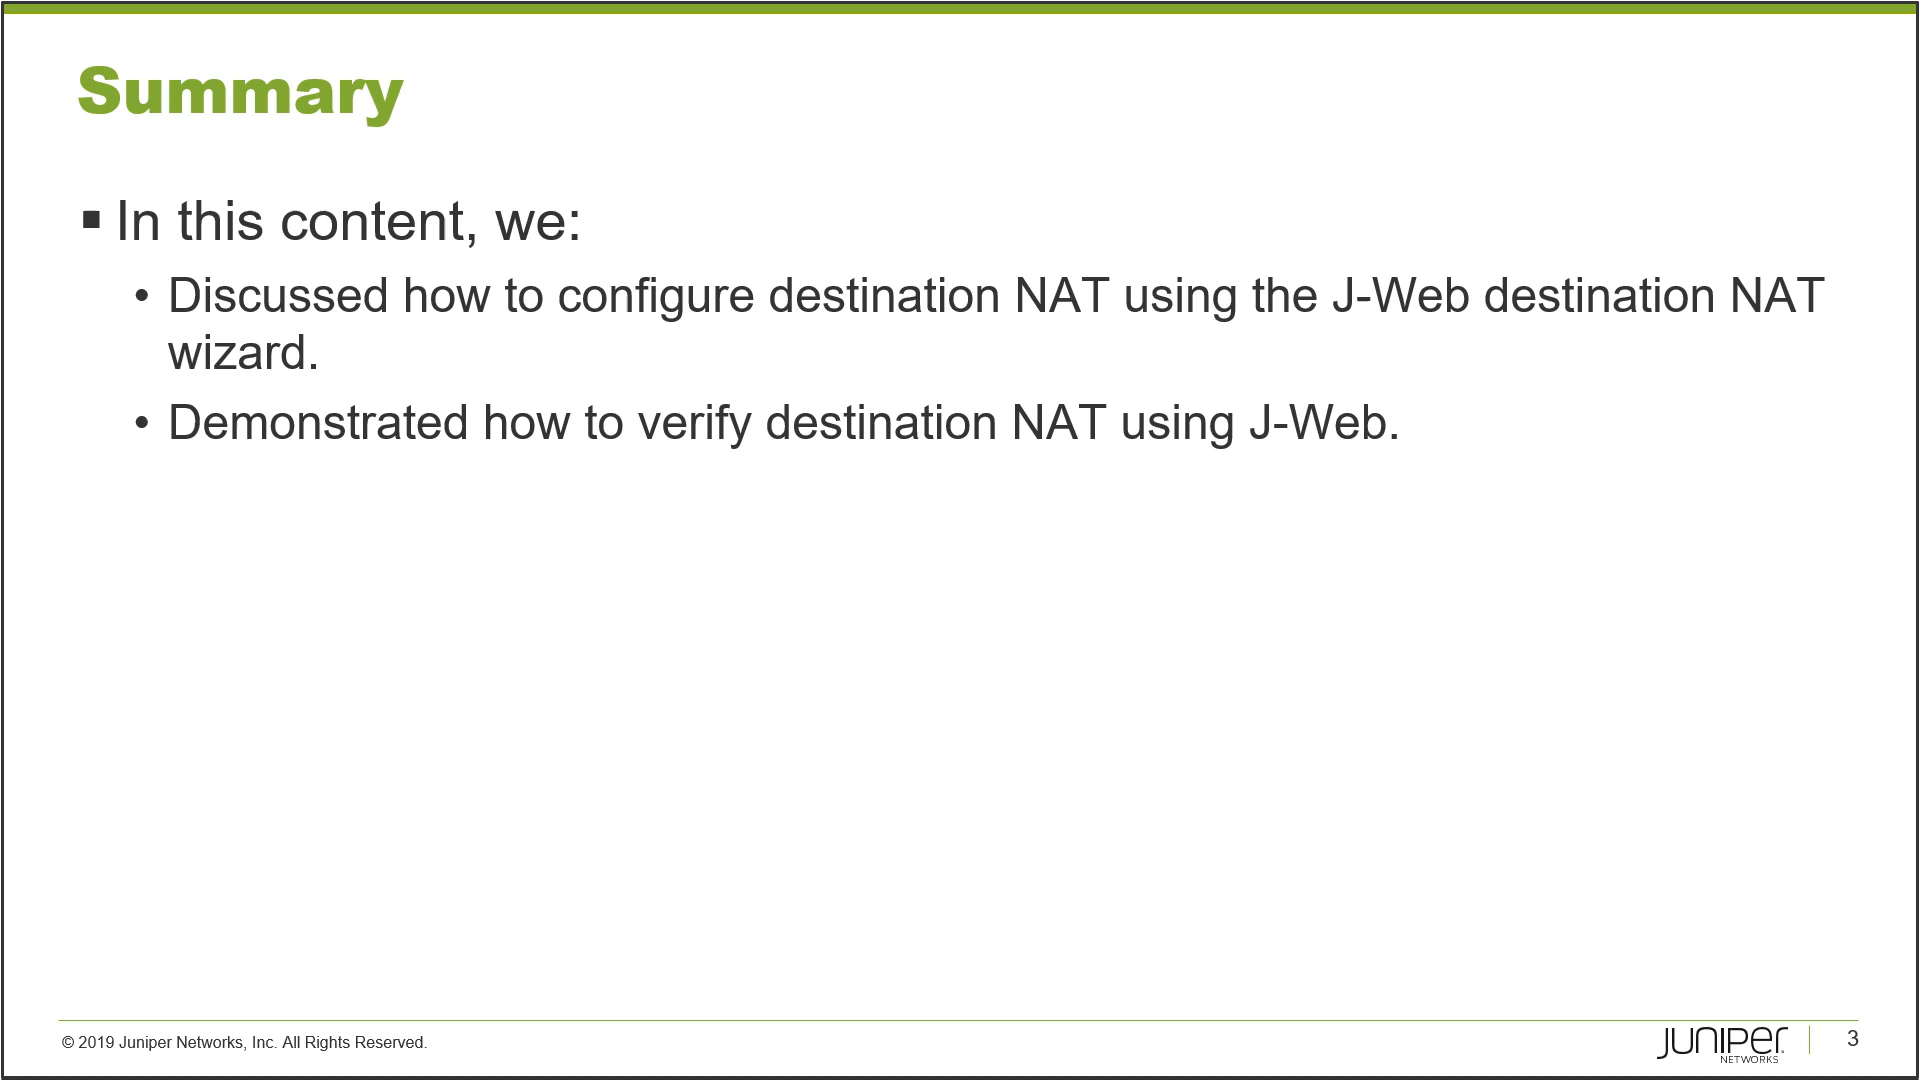 Summary
▪ In this content, we:
• Discussed how to configure destination NAT using the J-Web destination NAT
wizard.
• Demonstrated how to verify destination NAT using J-Web.
© 2019 Juniper Networks, Inc. All Rights Reserved.
JUNIPER
NETWORKS
3